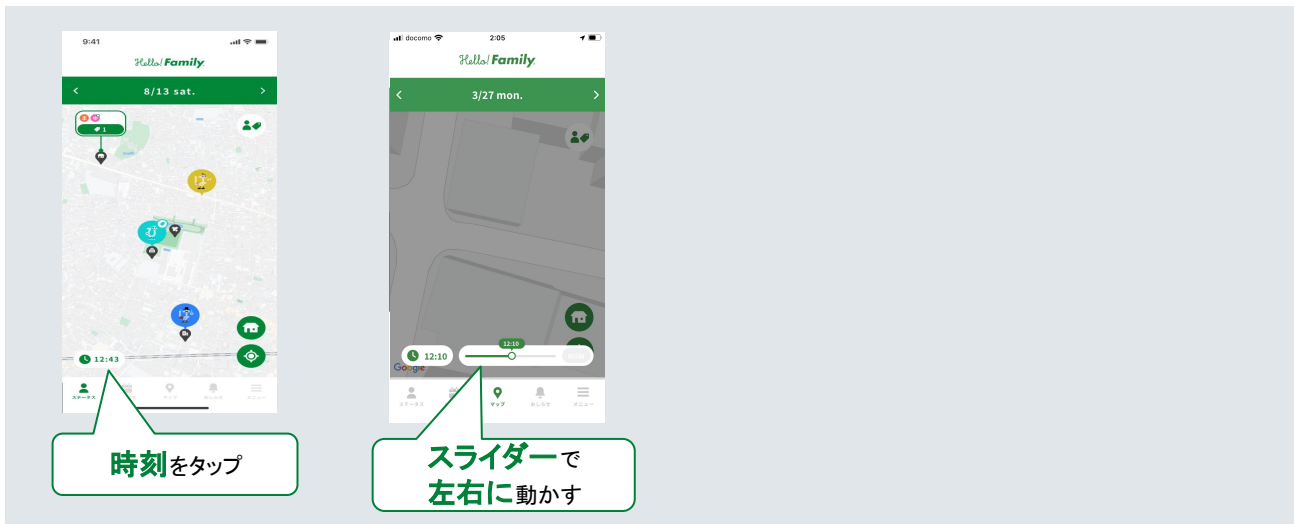 9:41
Hello! Family.
8/13 sat.
1
12:43
ステータス
マップ
おしらせ
メニュー
時刻をタップ
docomo
2:05
Hello! Family.
3/27 mon.
12:10
12:10
Google
ステータス
マップ
おしらせ
メニュー
スライダーで
左右に動かす